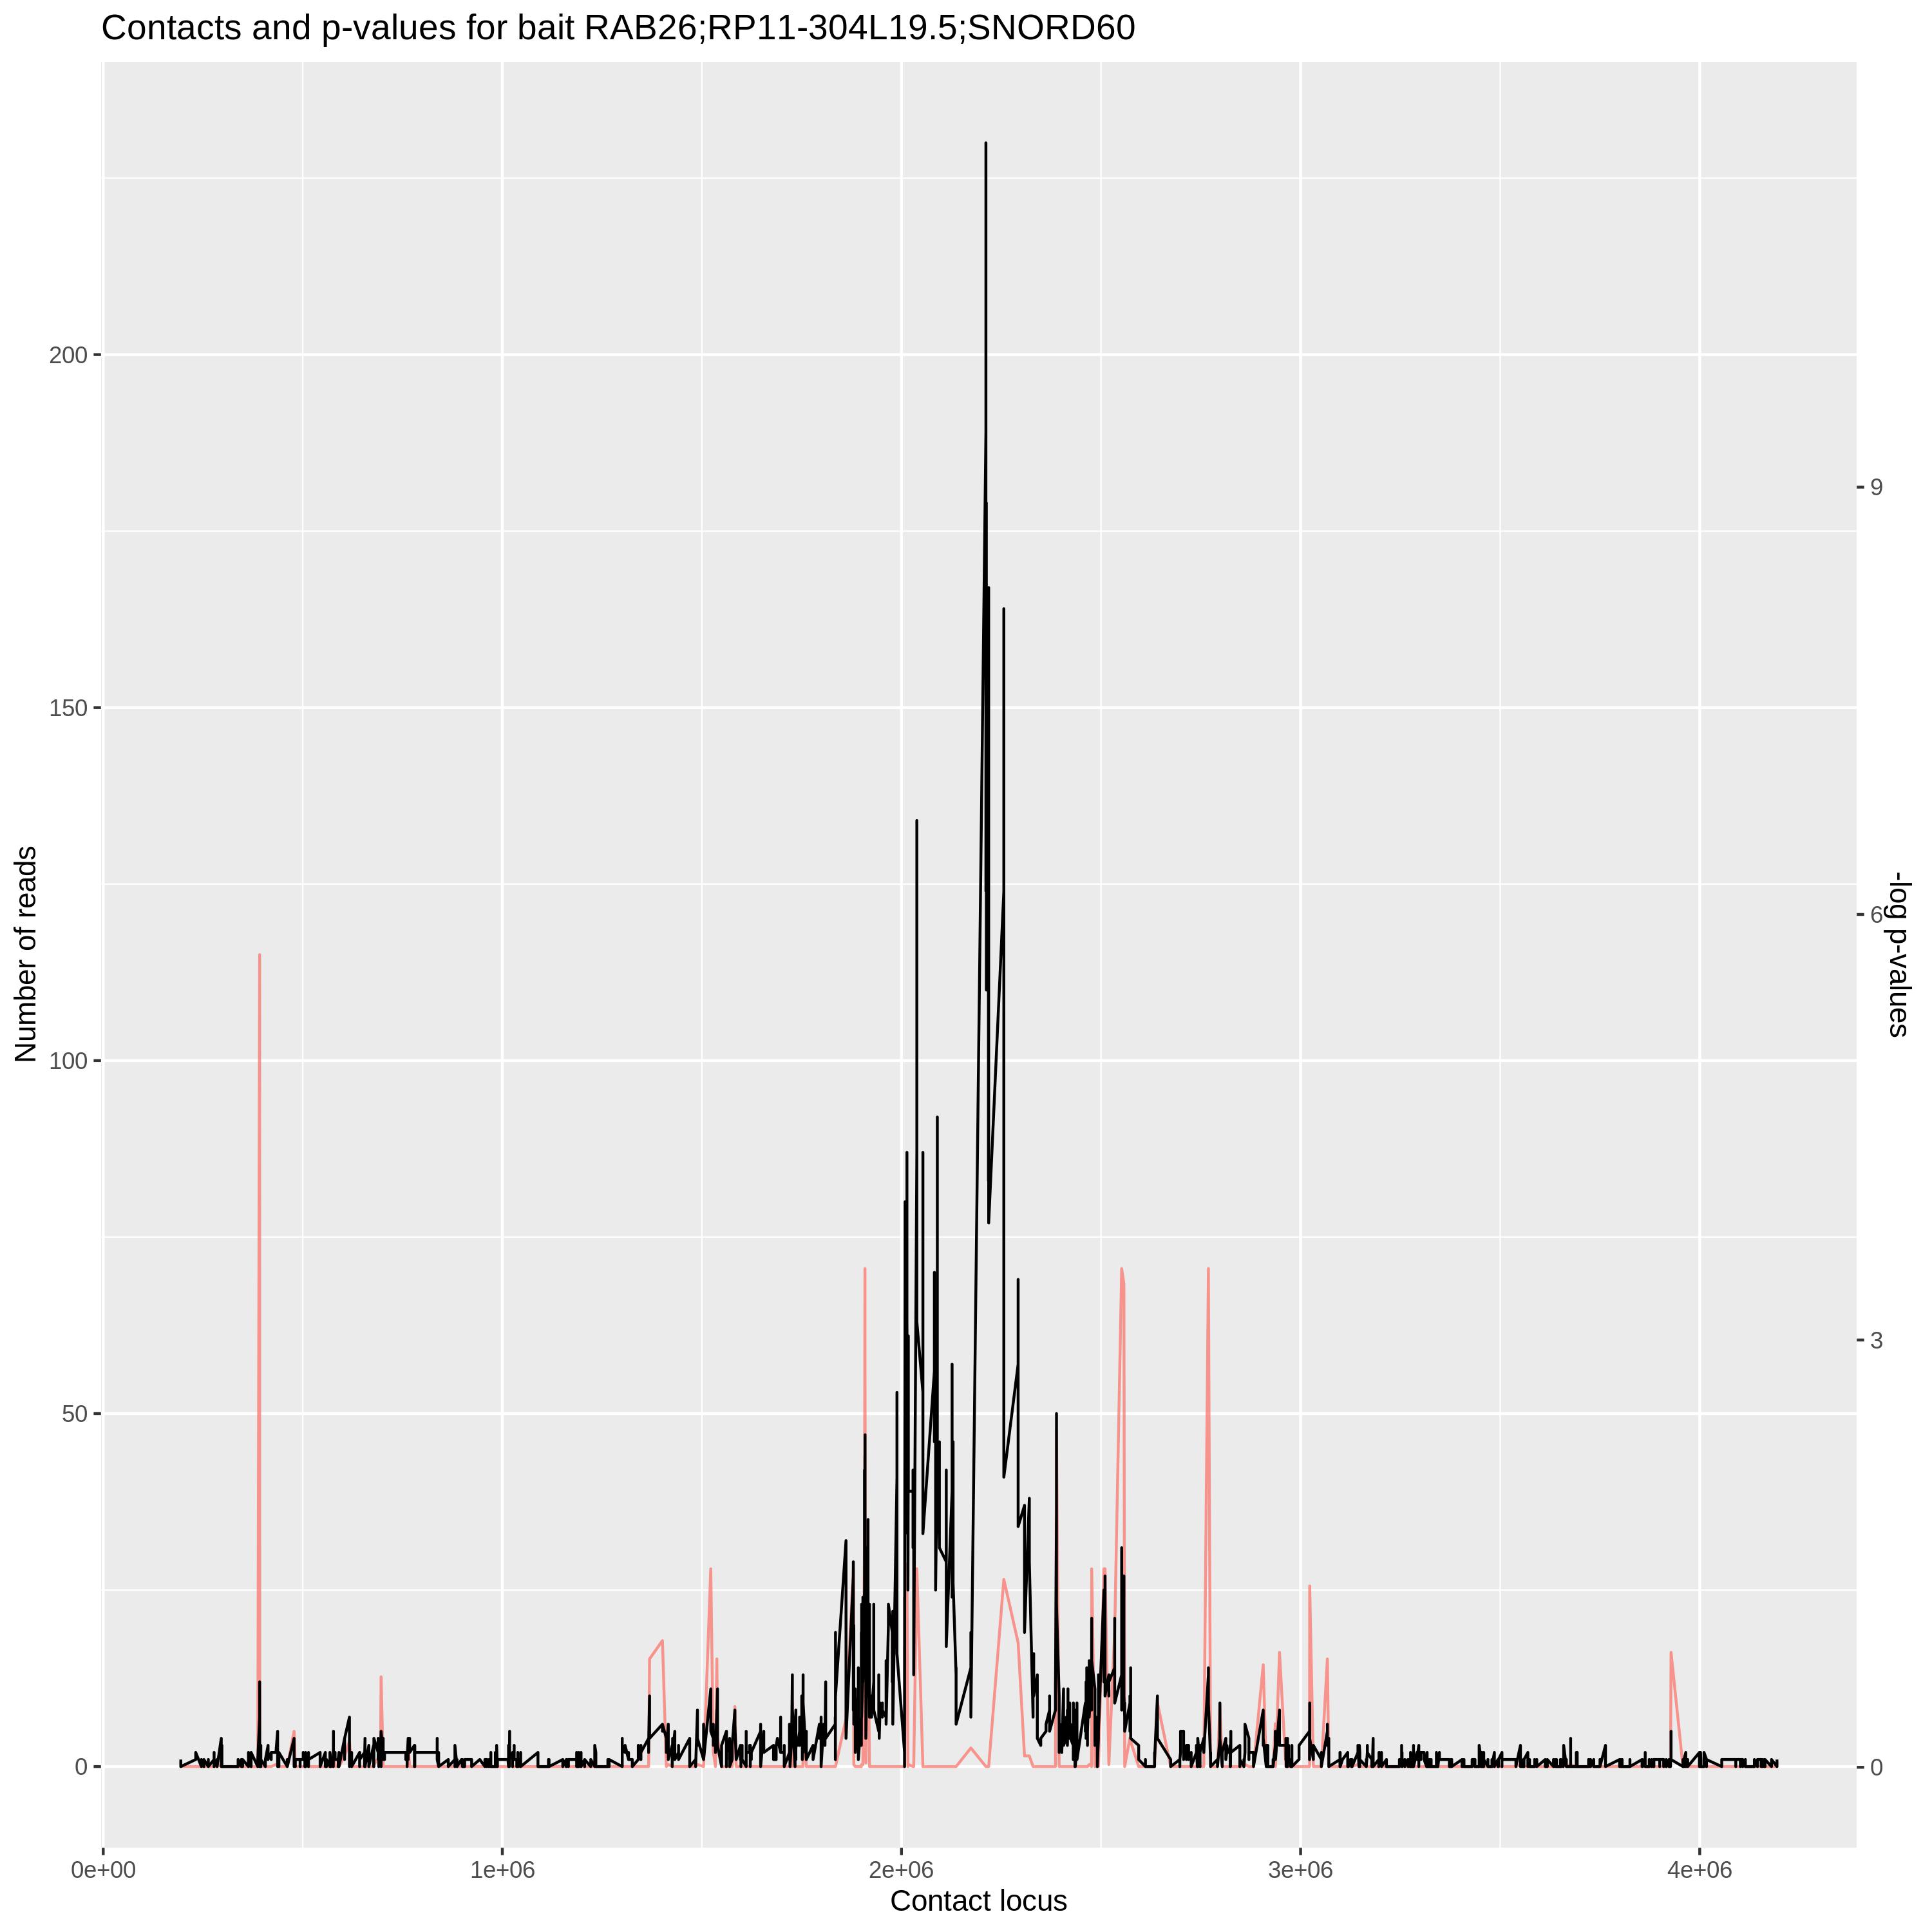 Contacts and p-values for bait RAB26;RP11-304L19.5;SNORD60
200
150
100
50
0
Number of reads
9
6
3
0
-log p-values
0e+00 1e+06 2e+06 3e+06 4e+06
Contact locus